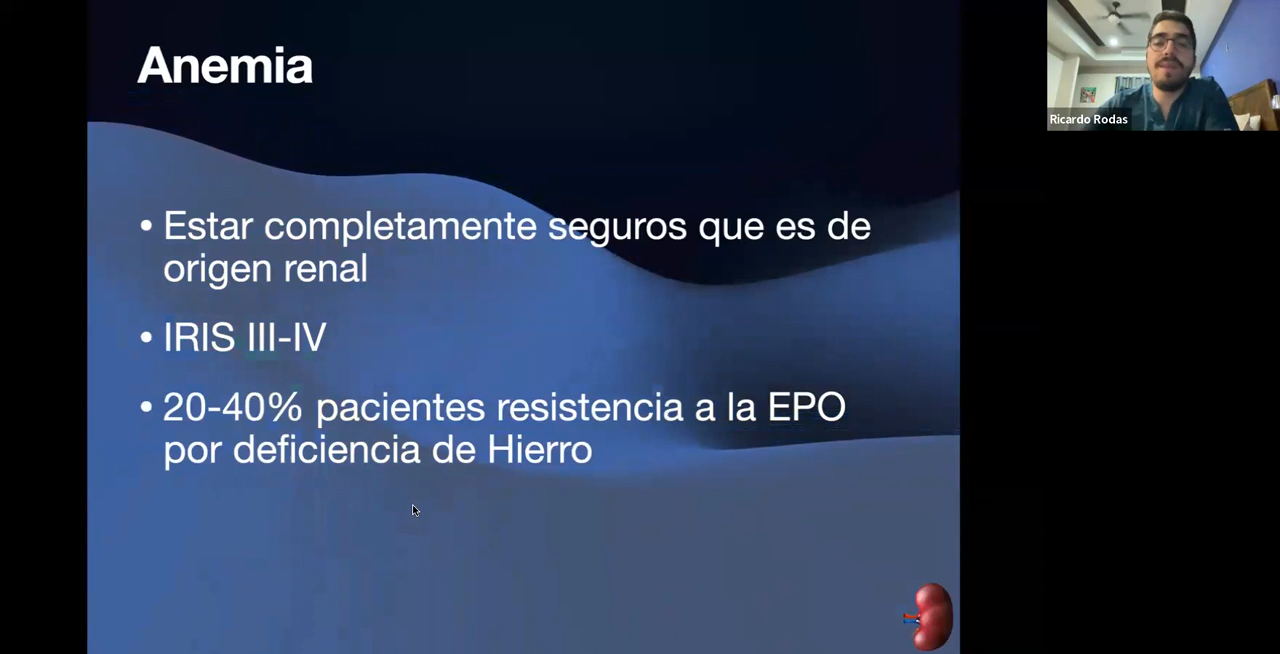 Anemia
• Estar completamente seguros que es de
origen renal
• IRIS III-IV
• 20-40% pacientes resistencia a la EPO
por deficiencia de Hierro
Ricardo Rodas